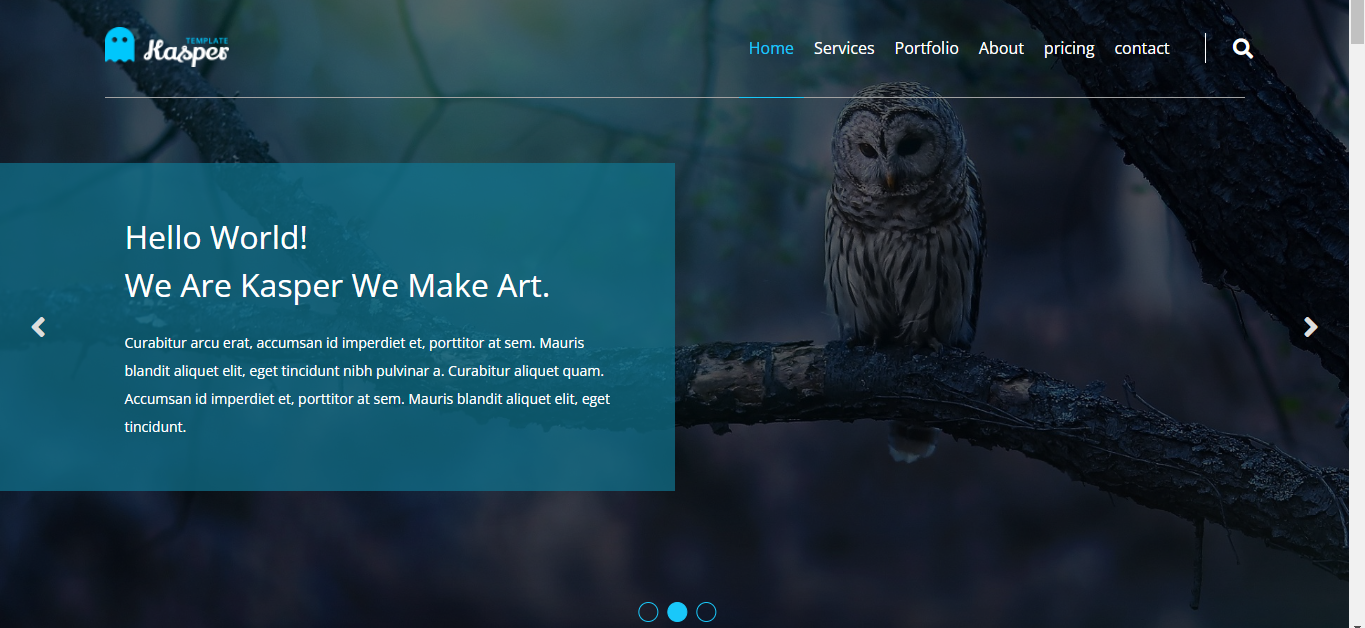 TEMPLATE
Kasper
Home Services Portfolio About pricing contact
Hello World!
We Are Kasper We Make Art.
Curabitur arcu erat, accumsan id imperdiet et, porttitor at sem. Mauris
blandit aliquet elit, eget tincidunt nibh pulvinar a. Curabitur aliquet quam.
Accumsan id imperdiet et, porttitor at sem. Mauris blandit aliquet elit, eget
tincidunt.